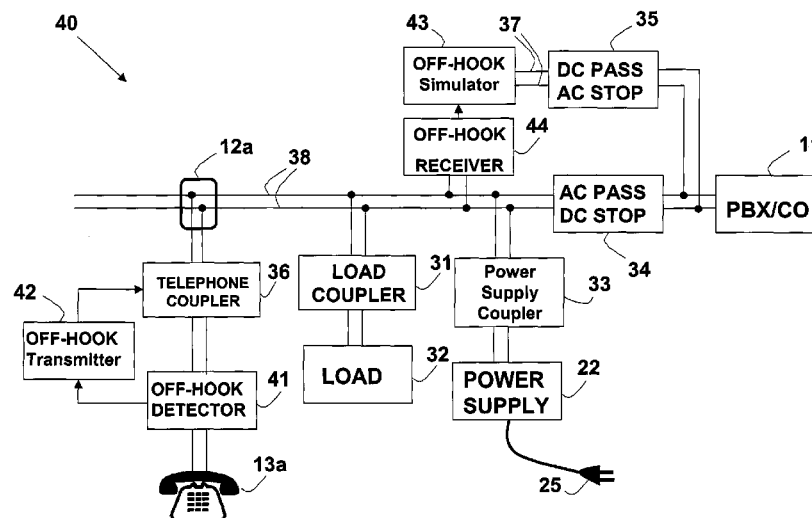 40
43
OFF-HOOK
Simulator
37
35
DC PASS
AC STOP
OFF-HOOK
RECEIVER
44
12a
38
AC PASS
DC STOP
34
PBX/CO
42
OFF-HOOK
Transmitter
TELEPHONE
COUPLER
36
LOAD
COUPLER
31
Power
Supply
Coupler
33
OFF-HOOK
DETECTOR
41
LOAD
32
POWER
SUPPLY
22
13a
25